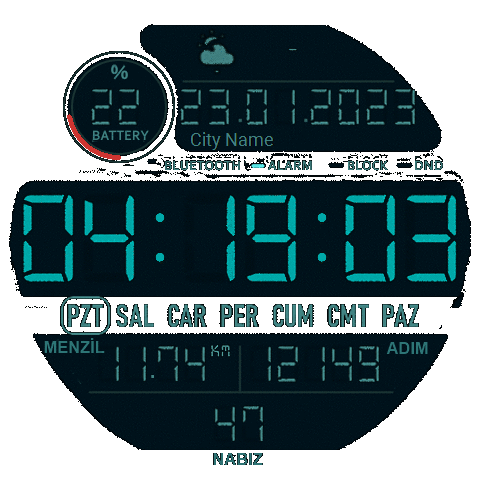 %
22
BATTERY
23.01.2023
City Name
BLUETOOTH ALARM BLOCK DND
04:19:03
PZT SAL CAR PER CUM CMT PAZ
MENZİL 11.74 KM 12149 ADIM
47
NABIZ